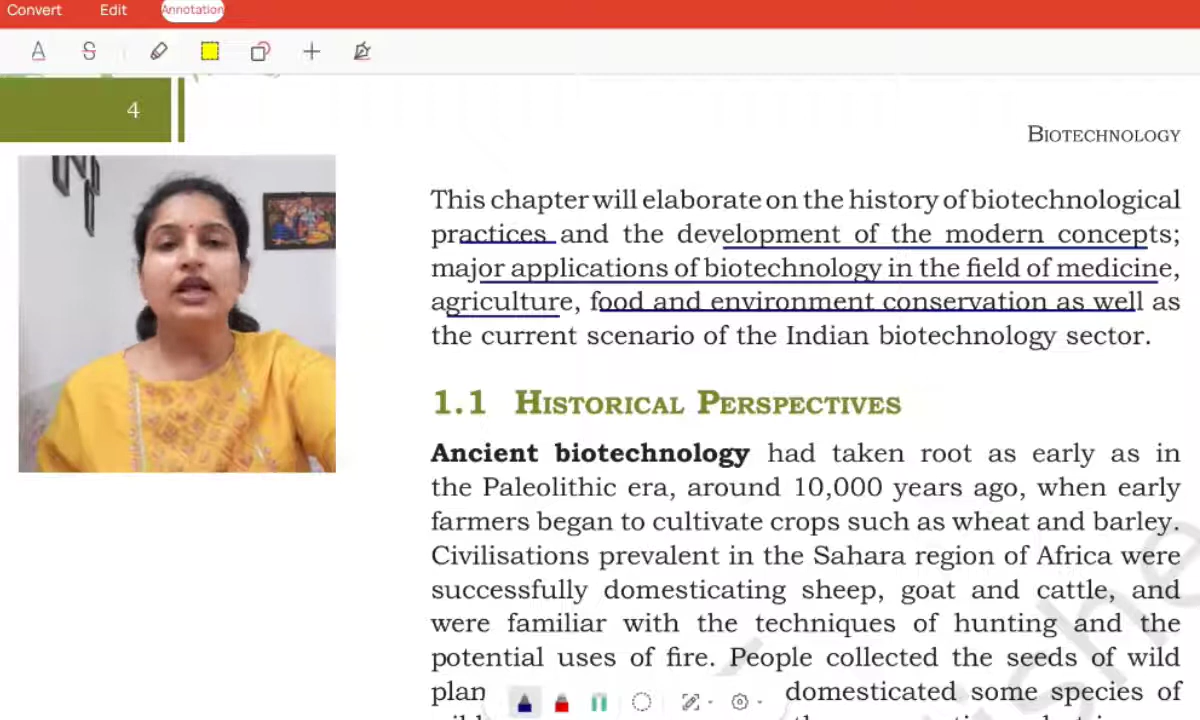 Convert Edit Annotation
4
BIOTECHNOLOGY
This chapter will elaborate on the history of biotechnological
practices and the development of the modern concepts;
major applications of biotechnology in the field of medicine,
agriculture, food and environment conservation as well as
the current scenario of the Indian biotechnology sector.
1.1 HISTORICAL PERSPECTIVES
Ancient biotechnology had taken root as early as in
the Paleolithic era, around 10,000 years ago, when early
farmers began to cultivate crops such as wheat and barley.
Civilisations prevalent in the Sahara region of Africa were
successfully domesticating sheep, goat and cattle, and
were familiar with the techniques of hunting and the
potential uses of fire. People collected the seeds of wild
domesticated some species of